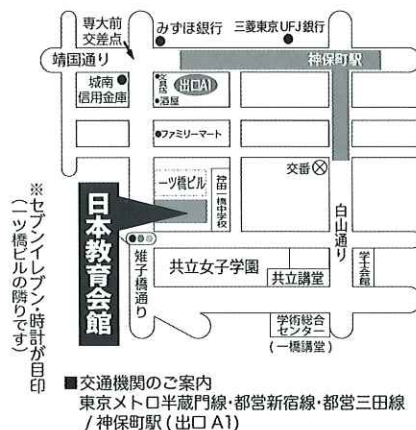 専大前
交差点
みずほ銀行
三菱東京UFJ銀行
靖国通り
神保町駅
城南
信用金庫
文具店
酒屋
出口A1
ファミリーマート
一ツ橋ビル
神田一橋中学校
交番
白山通り
日本教育会館
※セブンイレブン・時計が目印
(一ツ橋ビルの隣りです)
雉子橋通り
共立女子学園
共立講堂
学士会館
学術総合
センター
(一橋講堂)
■交通機関のご案内
東京メトロ半蔵門線・都営新宿線・都営三田線
/神保町駅(出口A1)